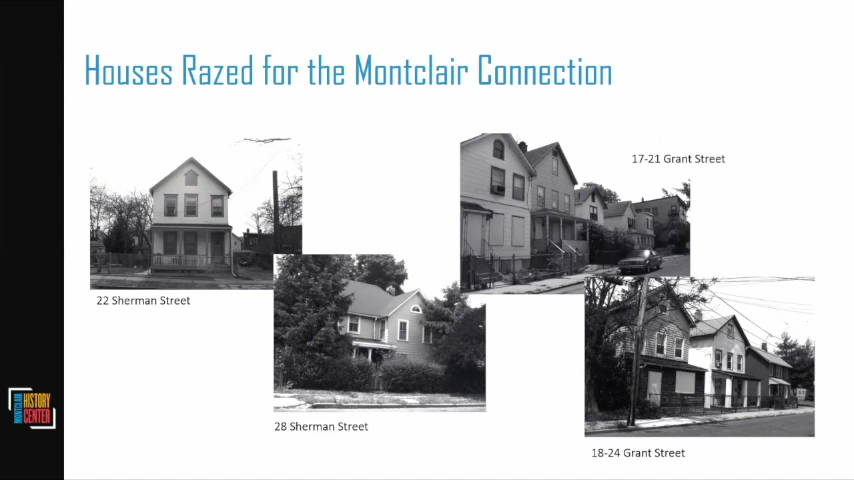 Houses Razed for the Montclair Connection
17-21 Grant Street
22 Sherman Street
28 Sherman Street
18-24 Grant Street
MONTCLAIR
HISTORY
CENTER